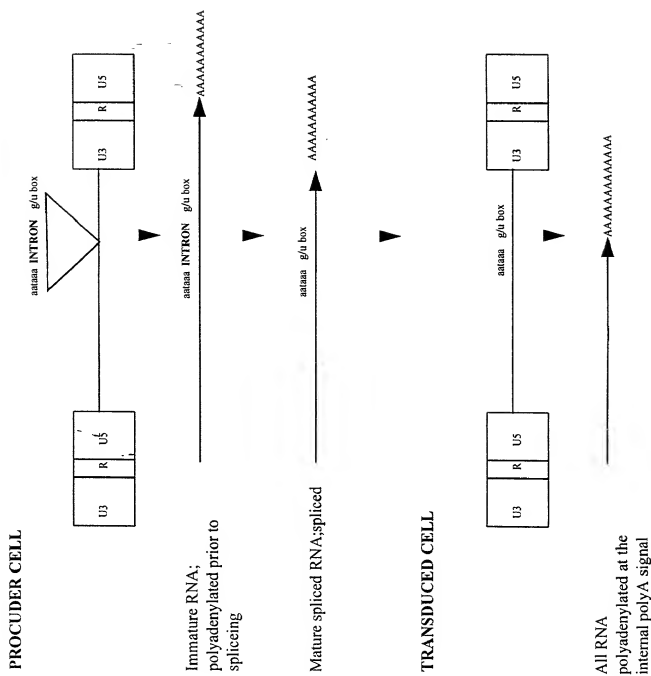 PROCUDER CELL
aataaa INTRON g/u box
U3 R U5 U3 R U5
Immature RNA;
polyadenylated prior to
spliceing
aataaa INTRON g/u box
AAAAAAAAAAAA
Mature spliced RNA;spliced
aataaa g/u box
AAAAAAAAAAAA
TRANSDUCED CELL
U3 R U5 aataaa g/u box U3 R U5
All RNA
polyadenylated at the
internal polyA signal
AAAAAAAAAAAAAA